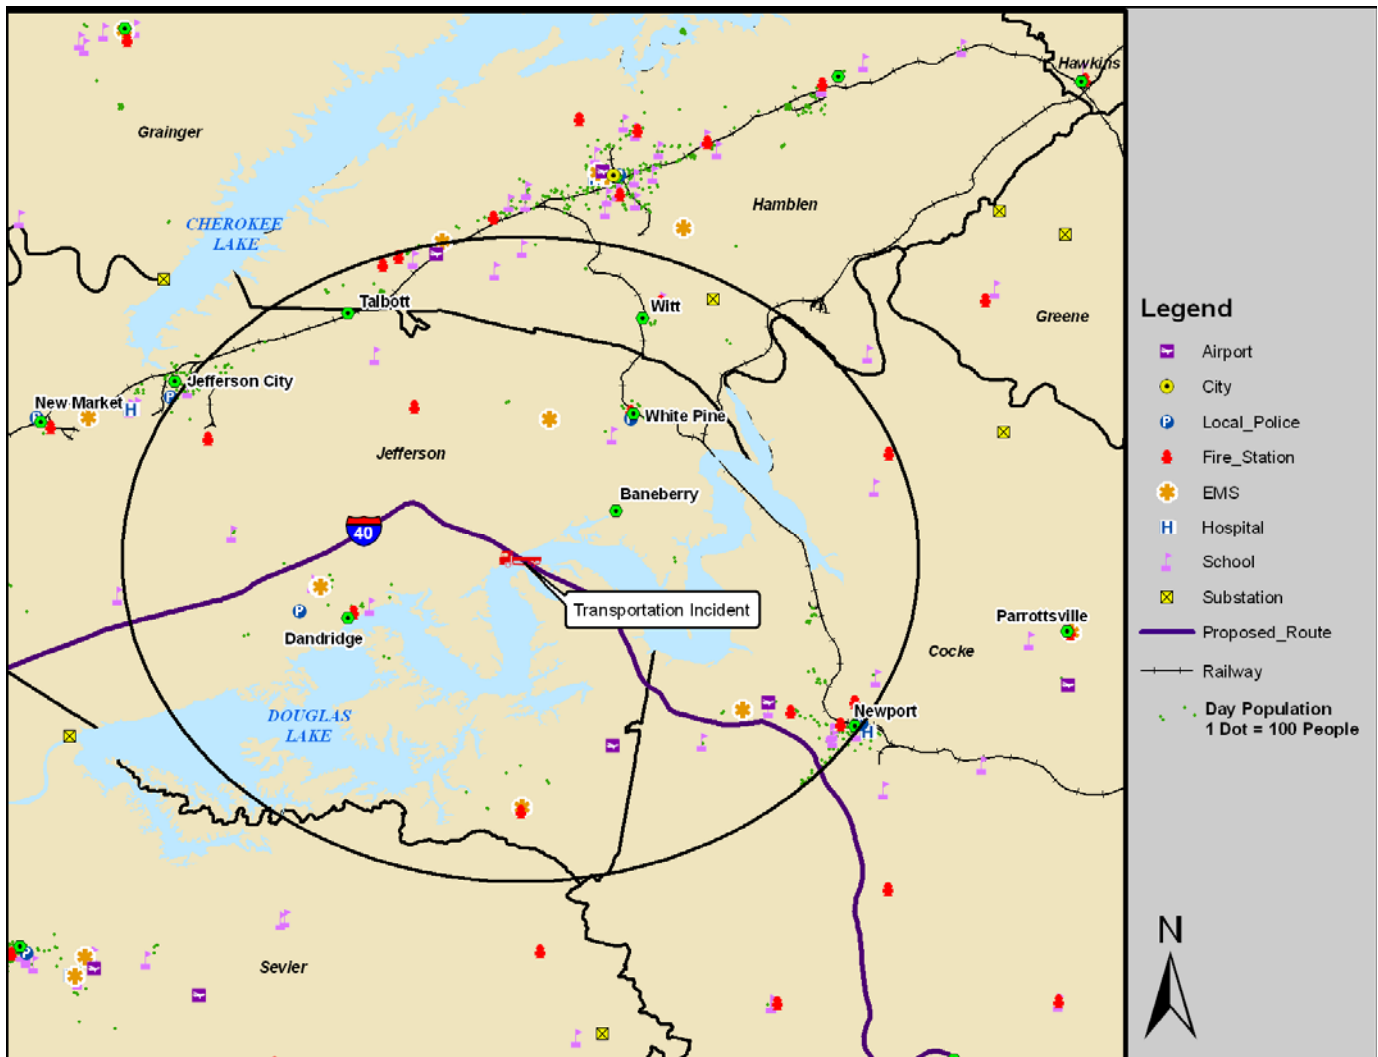 Hawkins
Grainger
Hamblen
CHEROKEE
LAKE
Talbott
Witt
Greene
Jefferson City
New Market
White Pine
P
H
P
P
Jefferson
Baneberry
40
P
Transportation Incident
Dandridge
Parrottsville
Cocke
DOUGLAS
LAKE
Newport
H
Sevier
P
Legend
Airport
City
P Local_Police
Fire_Station
EMS
H Hospital
School
Substation
Proposed_Route
Railway
Day Population
1 Dot = 100 People
N